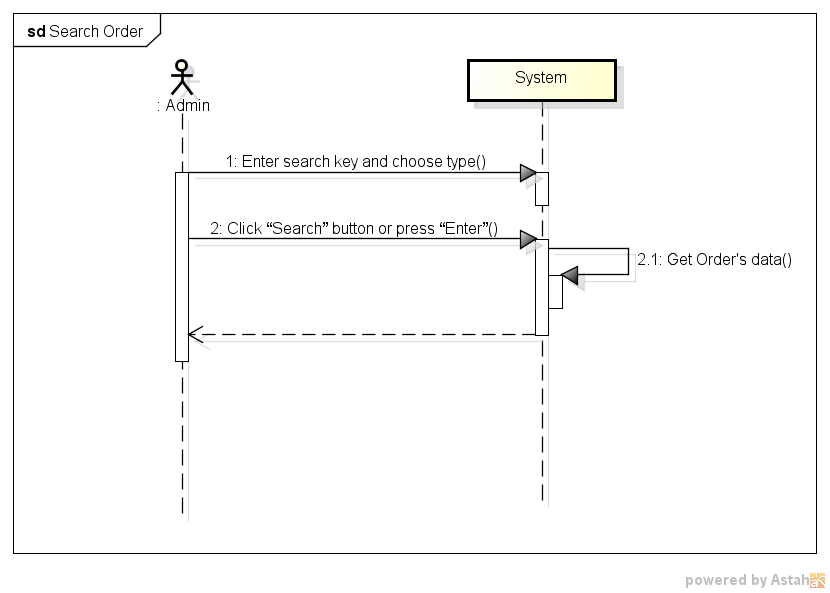 sd Search Order
: Admin
System
1: Enter search key and choose type()
2: Click “Search” button or press “Enter”()
2.1: Get Order's data()
powered by Astah